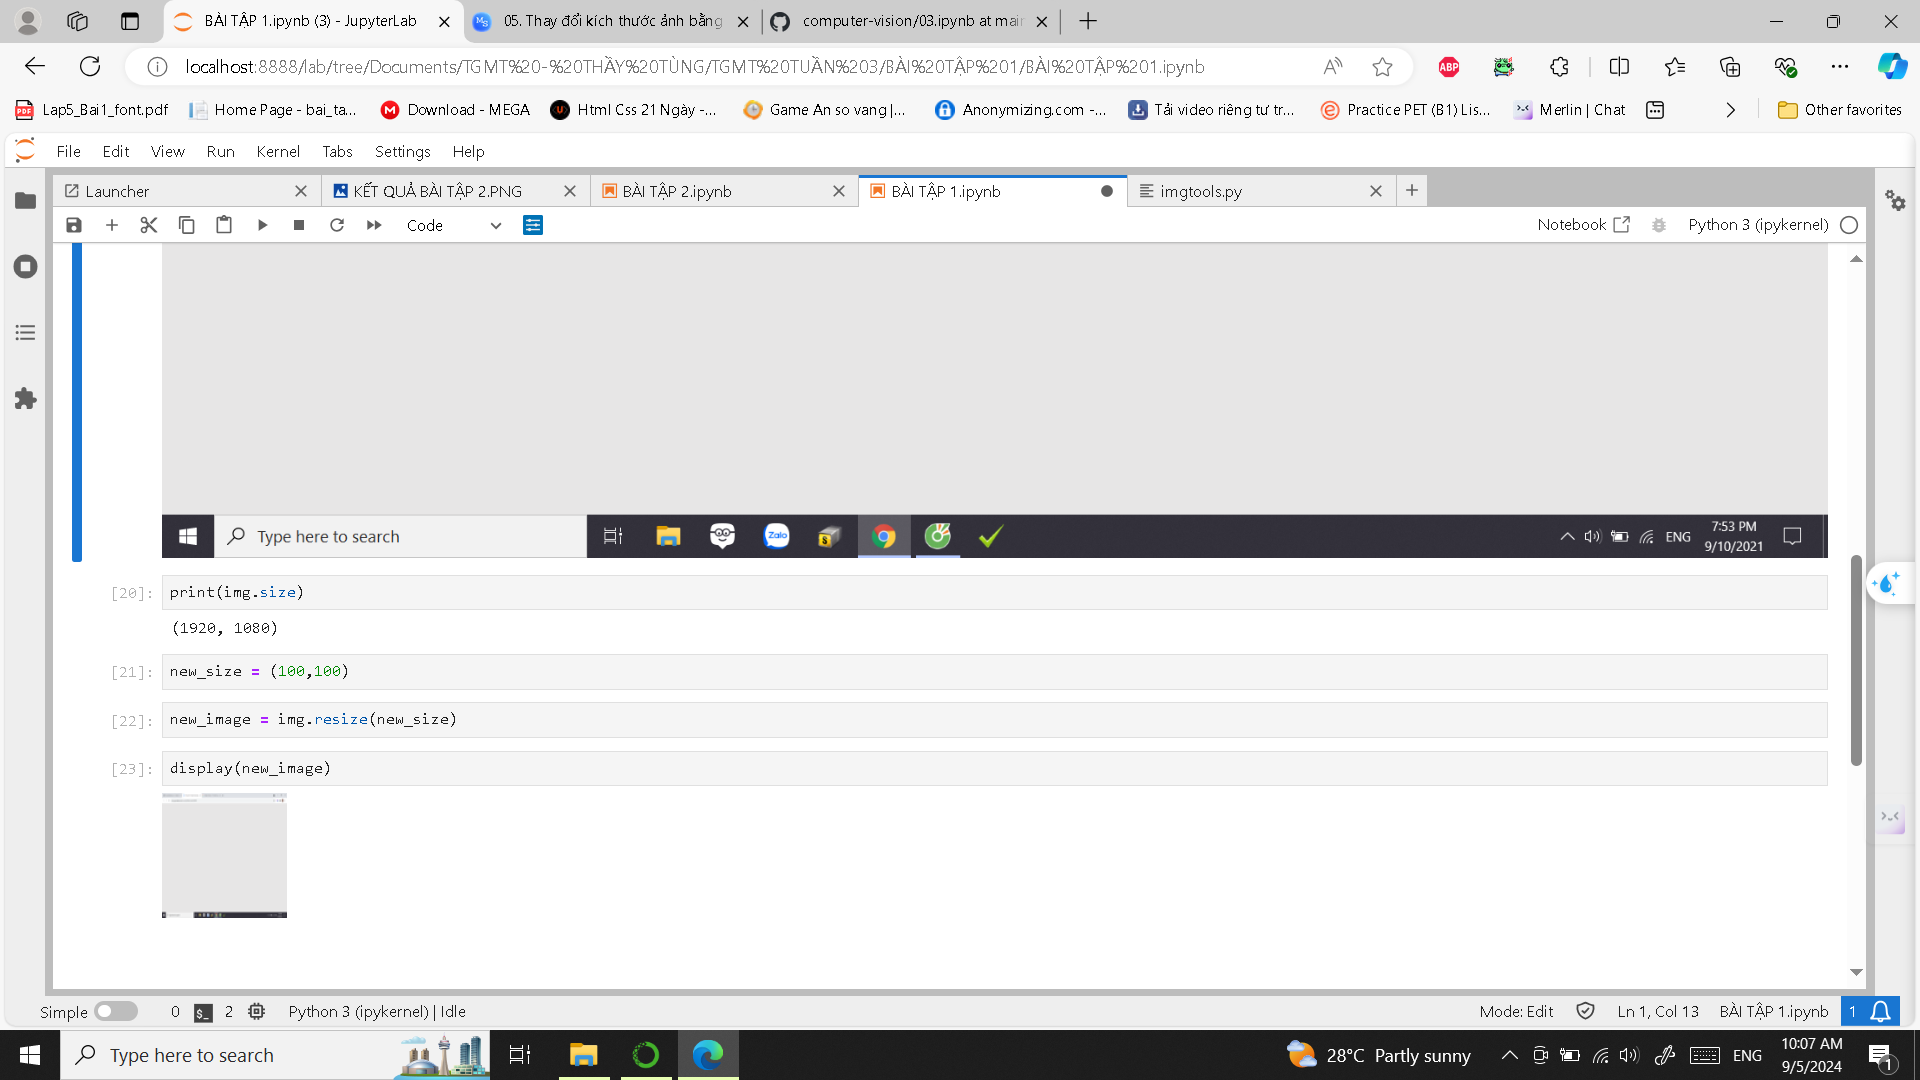 BÀI TẬP 1.ipynb (3) - JupyterLab
05. Thay đổi kích thước ảnh bằng
computer-vision/03.ipynb at main
localhost:8888/lab/tree/Documents/TGMT%20-%20THẦY%20TÙNG/TGMT%20TUẦN%203/BÀI%20TẬP%201/BÀI%20TẬP%201.ipynb
ABP
Lap5_Bai1_font.pdf
Home Page - bai_ta...
Download - MEGA
Html Css 21 Ngày -...
Game An so vang |...
Anonymizing.com -...
Tải video riêng tư tr...
Practice PET (B1) Lis...
Merlin | Chat
Other favorites
File Edit View Run Kernel Tabs Settings Help
Launcher
KẾT QUẢ BÀI TẬP 2.PNG
BÀI TẬP 2.ipynb
BÀI TẬP 1.ipynb
imgtools.py
Code
Notebook
Python 3 (ipykernel)
Type here to search
Zalo
ENG
7:53 PM
9/10/2021
[20]: print(img.size)
(1920, 1080)
[21]: new_size = (100,100)
[22]: new_image = img.resize(new_size)
[23]: display(new_image)
Simple
0
2
Python 3 (ipykernel) | Idle
Mode: Edit
Ln 1, Col 13
BÀI TẬP 1.ipynb
1
Type here to search
28°C Partly sunny
ENG
10:07 AM
9/5/2024
1